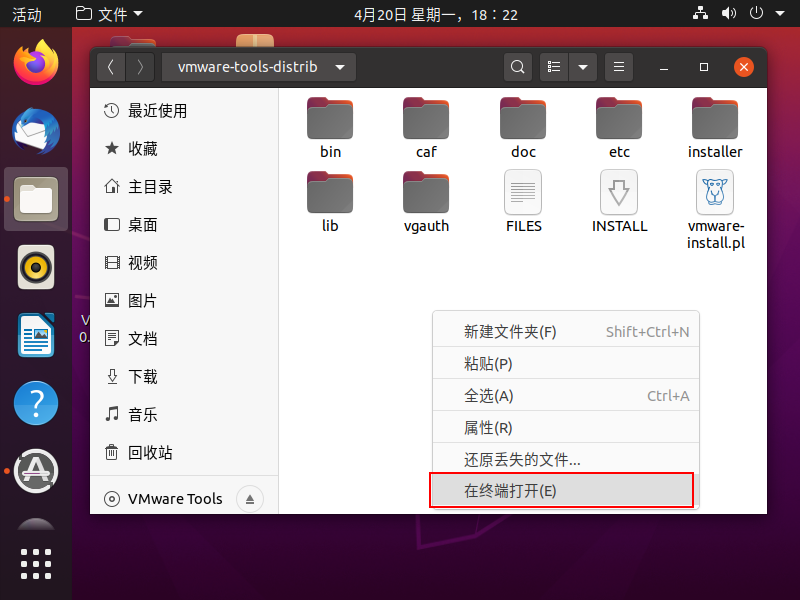 活动
文件
4月20日 星期一，18：22
vmware-tools-distrib
最近使用
收藏
主目录
桌面
视频
图片
文档
下载
音乐
回收站
VMware Tools
bin
caf
doc
etc
installer
lib
vgauth
FILES
INSTALL
vmware-
install.pl
V
0.
新建文件夹(F) Shift+Ctrl+N
粘贴(P)
全选(A) Ctrl+A
属性(R)
还原丢失的文件...
在终端打开(E)